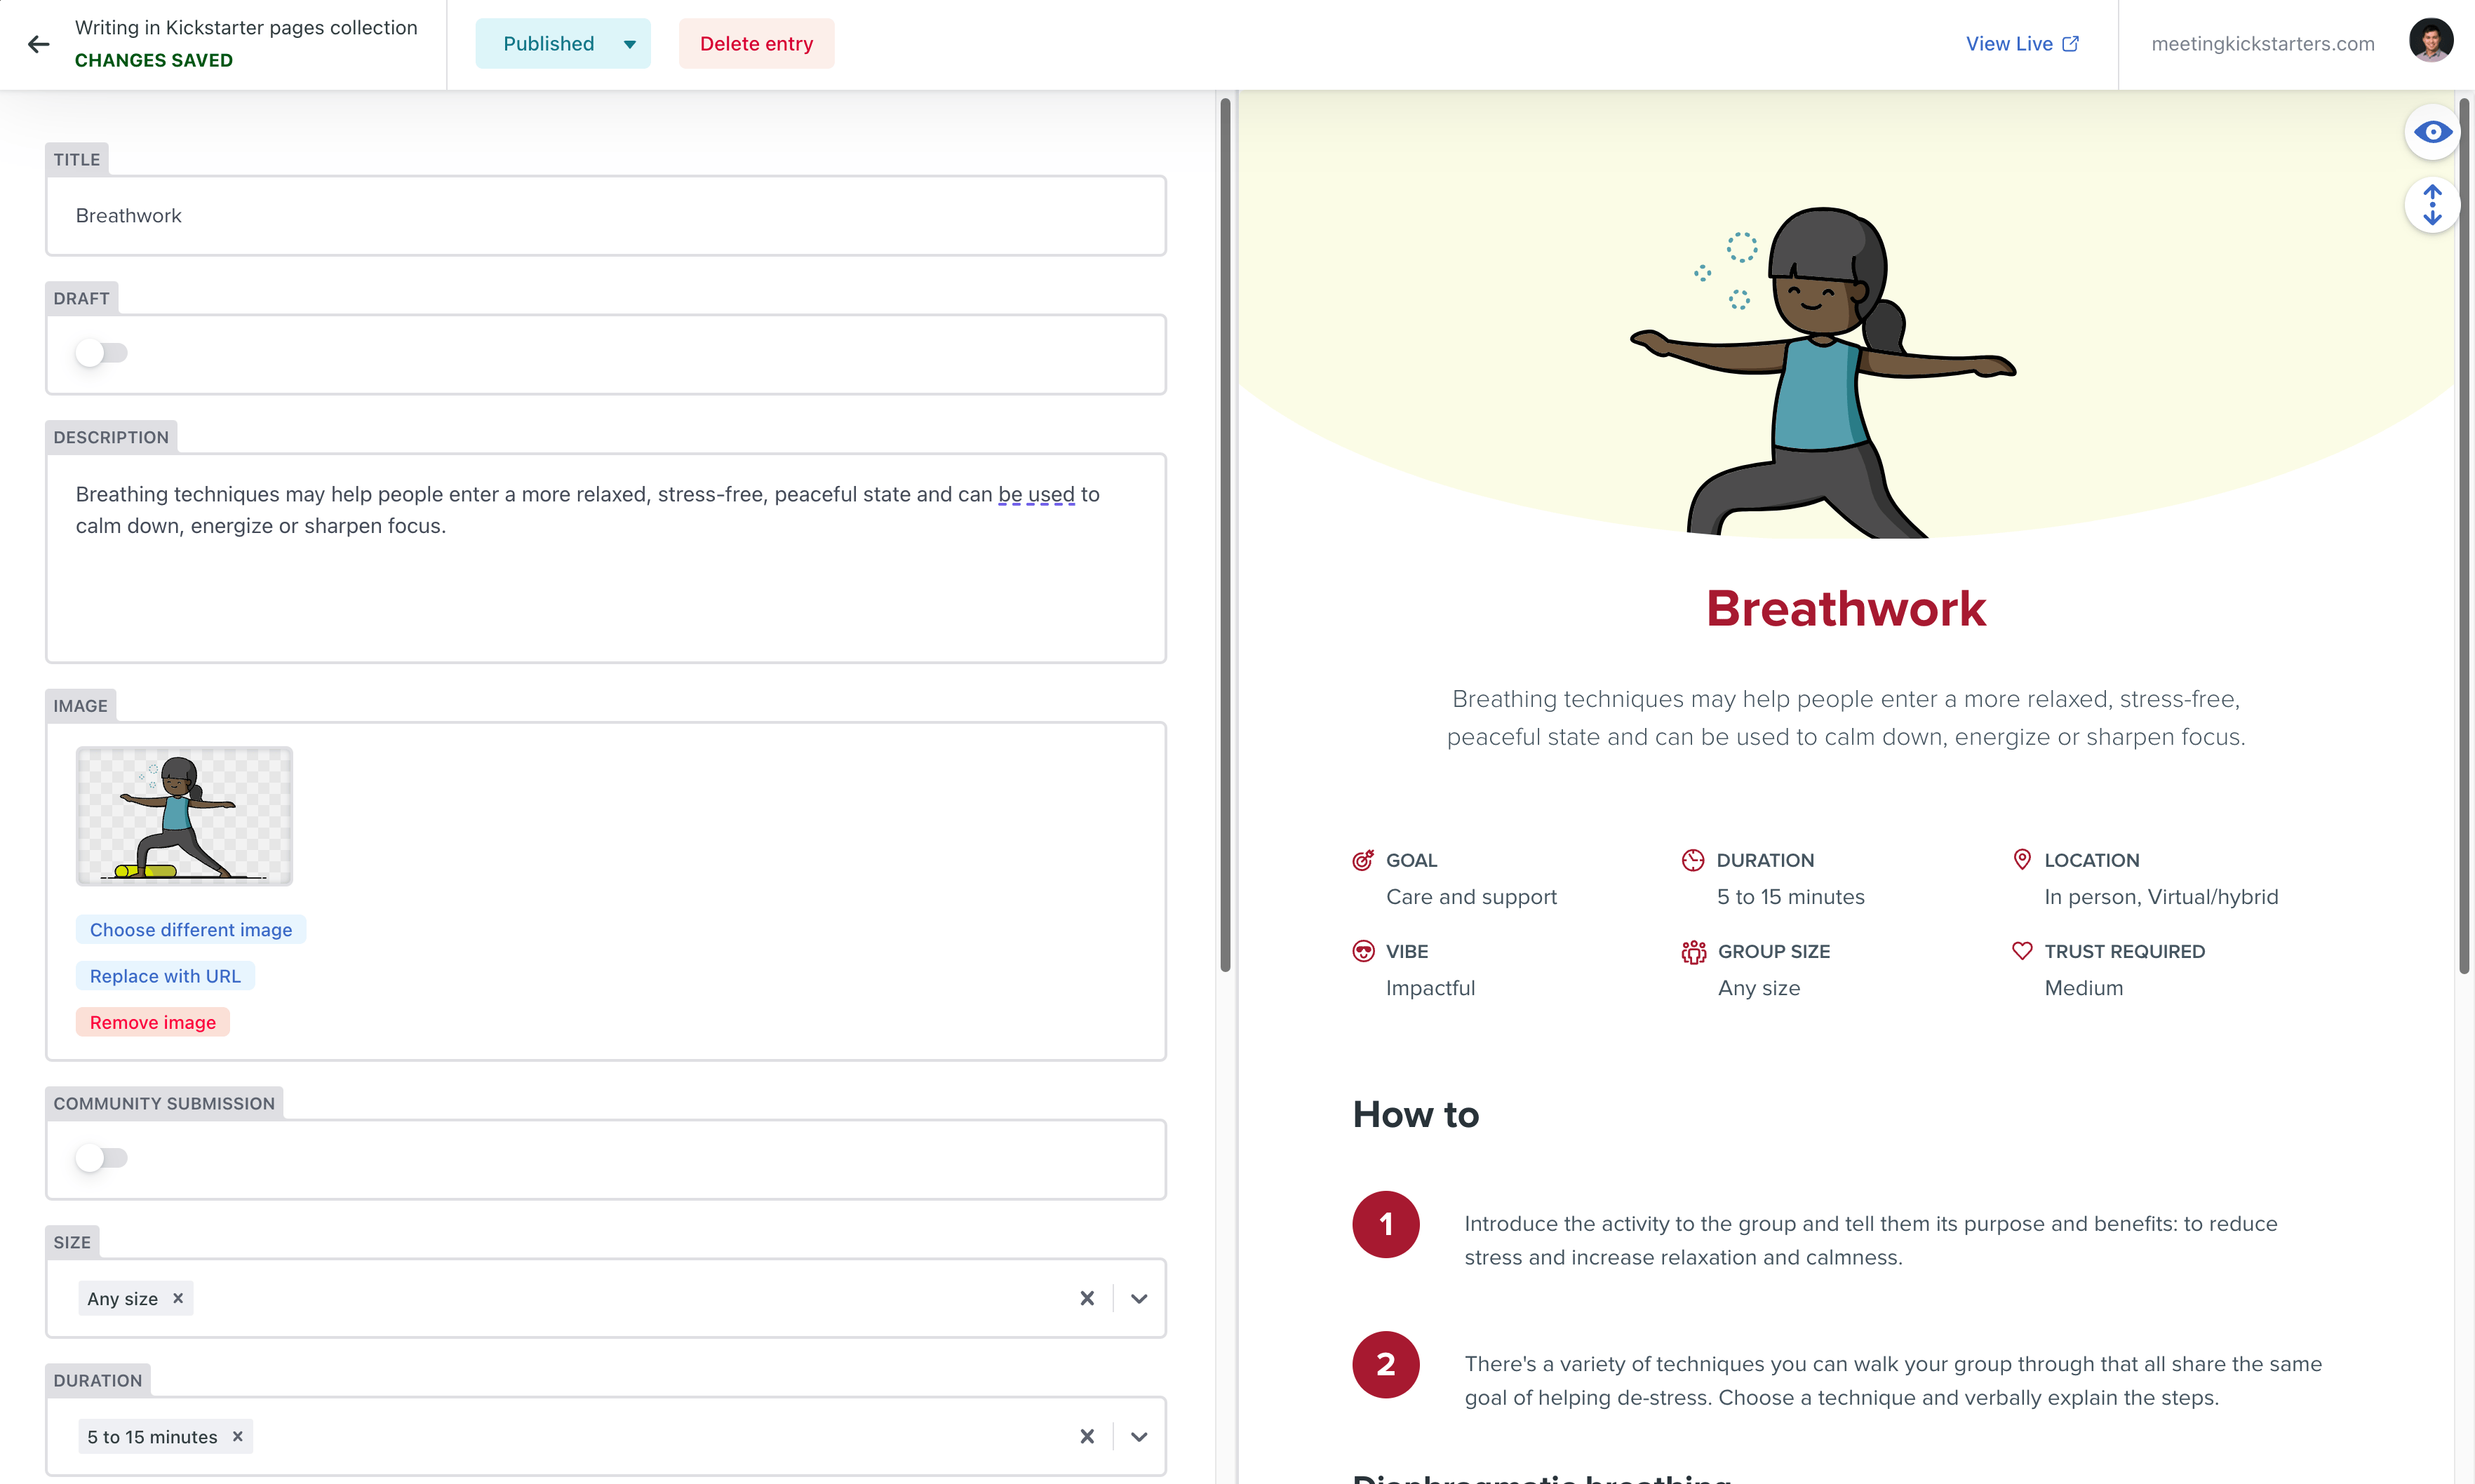 Writing in Kickstarter pages collection
CHANGES SAVED
Published
Delete entry
View Live
meetingkickstarters.com
TITLE
Breathwork
DRAFT
DESCRIPTION
Breathing techniques may help people enter a more relaxed, stress-free, peaceful state and can be used to
calm down, energize or sharpen focus.
IMAGE
Choose different image
Replace with URL
Remove image
COMMUNITY SUBMISSION
SIZE
Any size
DURATION
5 to 15 minutes
Breathwork
Breathing techniques may help people enter a more relaxed, stress-free,
peaceful state and can be used to calm down, energize or sharpen focus.
GOAL
Care and support
DURATION
5 to 15 minutes
LOCATION
In person, Virtual/hybrid
VIBE
Impactful
GROUP SIZE
Any size
TRUST REQUIRED
Medium
How to
1
Introduce the activity to the group and tell them its purpose and benefits: to reduce
stress and increase relaxation and calmness.
2
There's a variety of techniques you can walk your group through that all share the same
goal of helping de-stress. Choose a technique and verbally explain the steps.
Diaphragmatic breathing